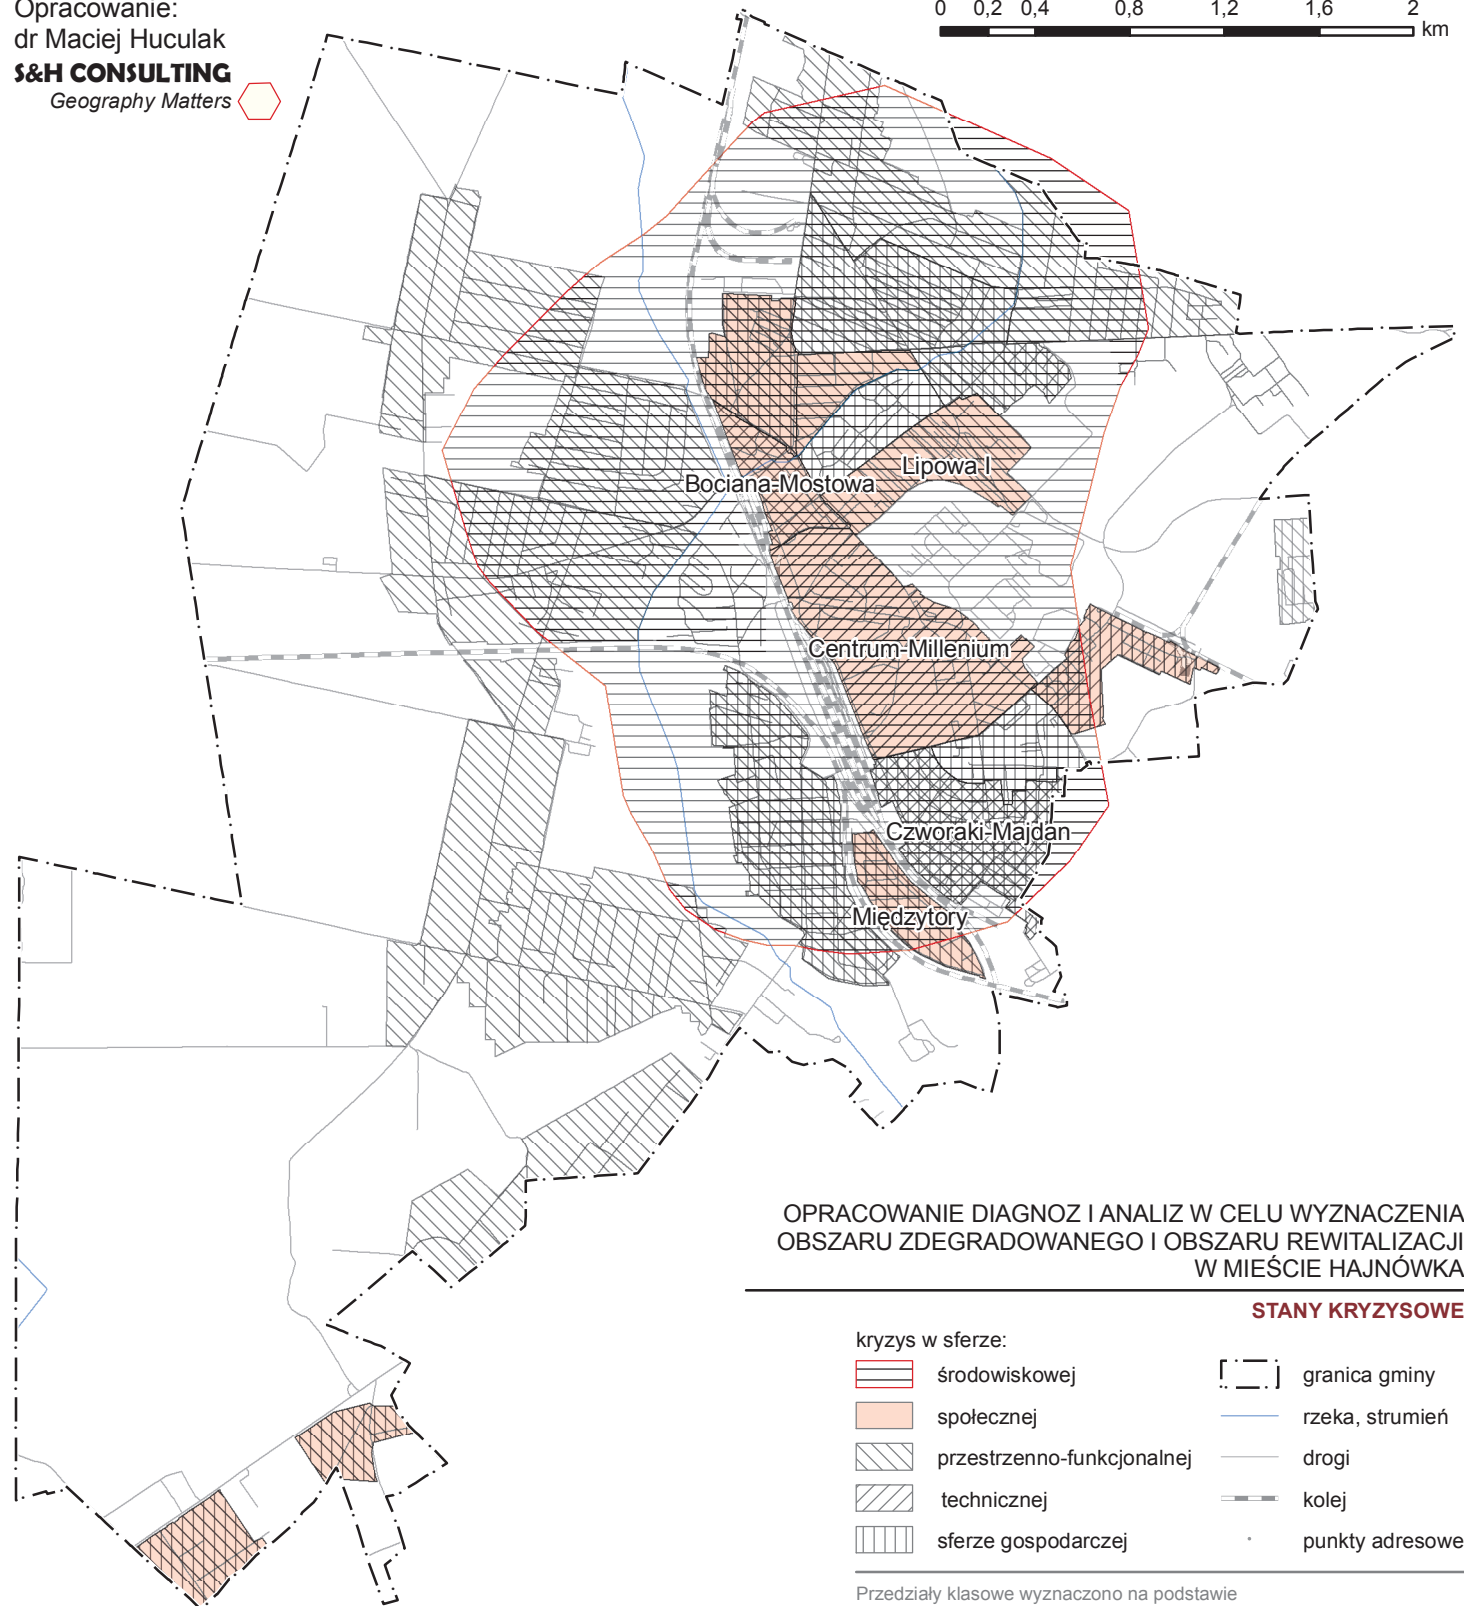 Opracowanie:
dr Maciej Huculak
S&H CONSULTING
Geography Matters
0 0,2 0,4 0,8 1,2 1,6 2
km
Lipowa I
Bociana-Mostowa
Centrum-Millenium
Czworaki-Majdan
Międzytory
OPRACOWANIE DIAGNOZ I ANALIZ W CELU WYZNACZENIA
OBSZARU ZDEGRADOWANEGO I OBSZARU REWITALIZACJI
W MIEŚCIE HAJNÓWKA
STANY KRYZYSOWE
kryzys w sferze:
środowiskowej
społecznej
przestrzenno-funkcjonalnej
technicznej
sferze gospodarczej
granica gminy
rzeka, strumień
drogi
kolej
punkty adresowe
Przedziały klasowe wyznaczono na podstawie